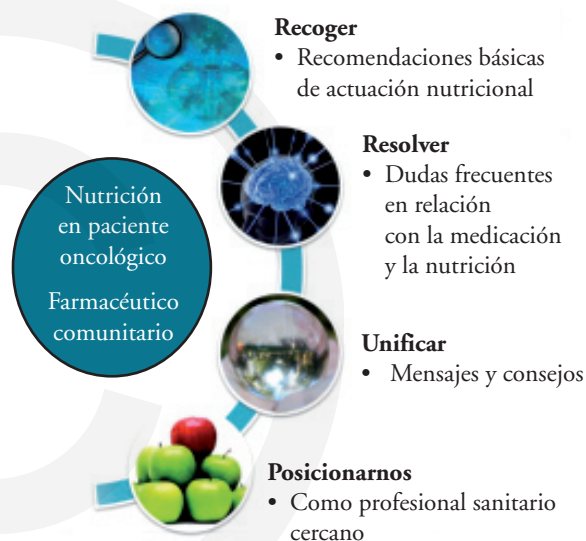 Recoger
• Recomendaciones básicas
de actuación nutricional
Resolver
• Dudas frecuentes
en relación
con la medicación
y la nutrición
Nutrición
en paciente
oncológico
Farmacéutico
comunitario
Unificar
• Mensajes y consejos
Posicionarnos
• Como profesional sanitario
cercano